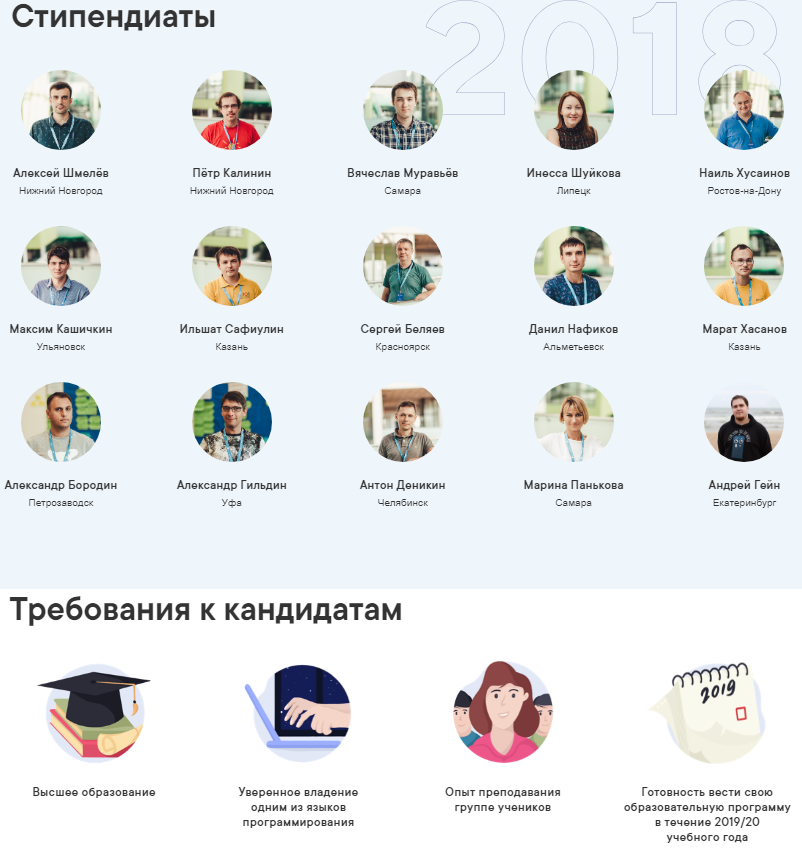 Стипендиаты
2018
Алексей Шмелёв
Нижний Новгород
Пётр Калинин
Нижний Новгород
Вячеслав Муравьёв
Самара
Инесса Шуйкова
Липецк
Наиль Хусаинов
Ростов-на-Дону
Максим Кашичкин
Ульяновск
Ильшат Сафиулин
Казань
Сергей Беляев
Красноярск
Данил Нафиков
Альметьевск
Марат Хасанов
Казань
Александр Бородин
Петрозаводск
Александр Гильдин
Уфа
Антон Деникин
Челябинск
Марина Панькова
Самара
Андрей Гейн
Екатеринбург
Требования к кандидатам
Высшее образование
Уверенное владение
одним из языков
программирования
Опыт преподавания
группе учеников
2019
Готовность вести свою
образовательную программу
в течение 2019/20
учебного года